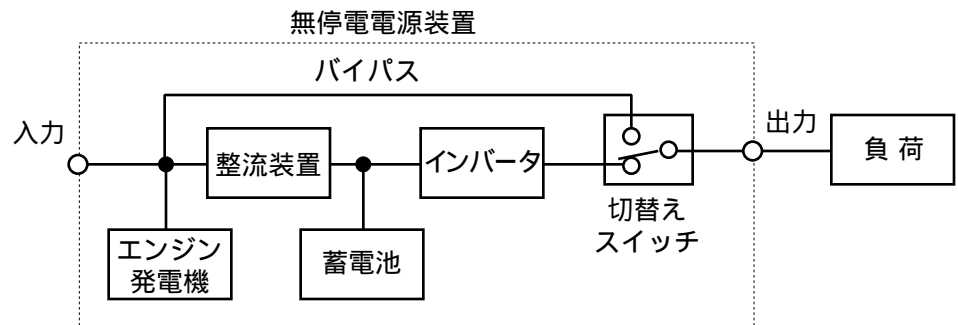 無停電電源装置
バイパス
入力
整流装置
インバータ
出力
負 荷
エンジン
発電機
蓄電池
切替え
スイッチ